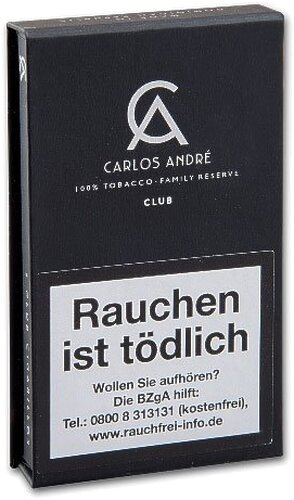 CA
CARLOS ANDRÉ
100% TOBACCO - FAMILY RESERVE
CLUB
Rauchen
ist tödlich
Wollen Sie aufhören?
Die BZgA hilft:
Tel.: 0800 8 313131 (kostenfrei),
www.rauchfrei-info.de